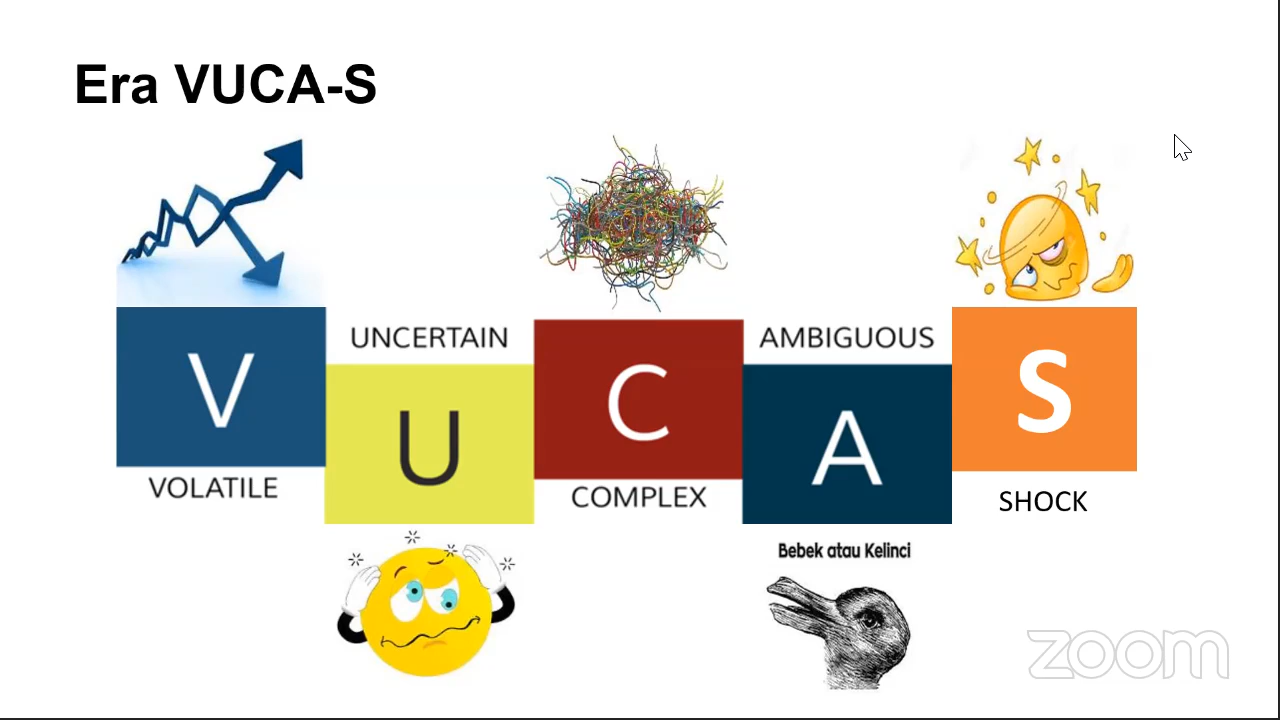 Era VUCA-S
V
VOLATILE
UNCERTAIN
U
C
COMPLEX
AMBIGUOUS
A
Bebek atau Kelinci
S
SHOCK
zoom